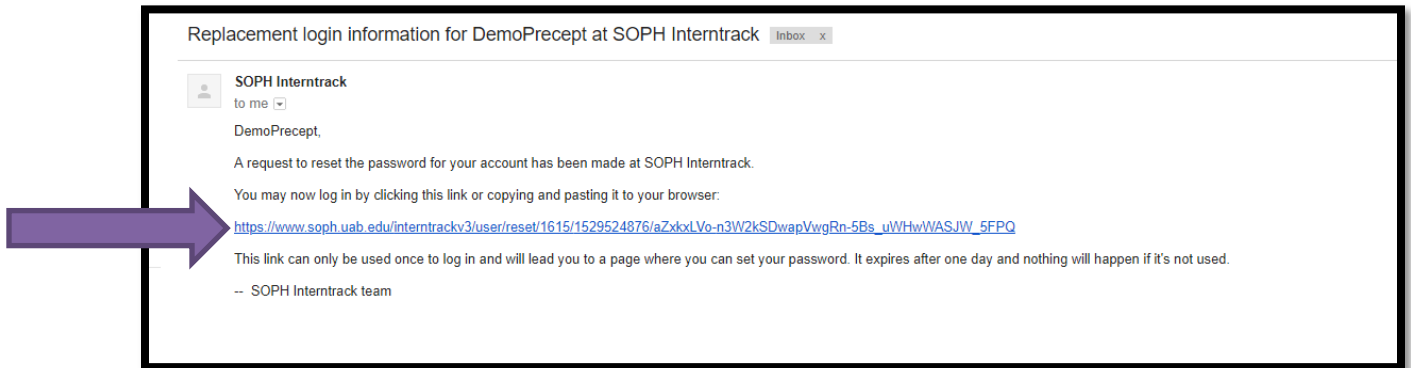 Replacement login information for DemoPrecept at SOPH Interntrack Inbox x
SOPH Interntrack
to me
DemoPrecept,
A request to reset the password for your account has been made at SOPH Interntrack.
You may now log in by clicking this link or copying and pasting it to your browser:
https://www.soph.uab.edu/interntrackv3/user/reset/1615/1529524876/aZxkxLVo-n3W2kSDwapVwgRn-5Bs_uWHwWASJW_5FPQ
This link can only be used once to log in and will lead you to a page where you can set your password. It expires after one day and nothing will happen if it's not used.
-- SOPH Interntrack team